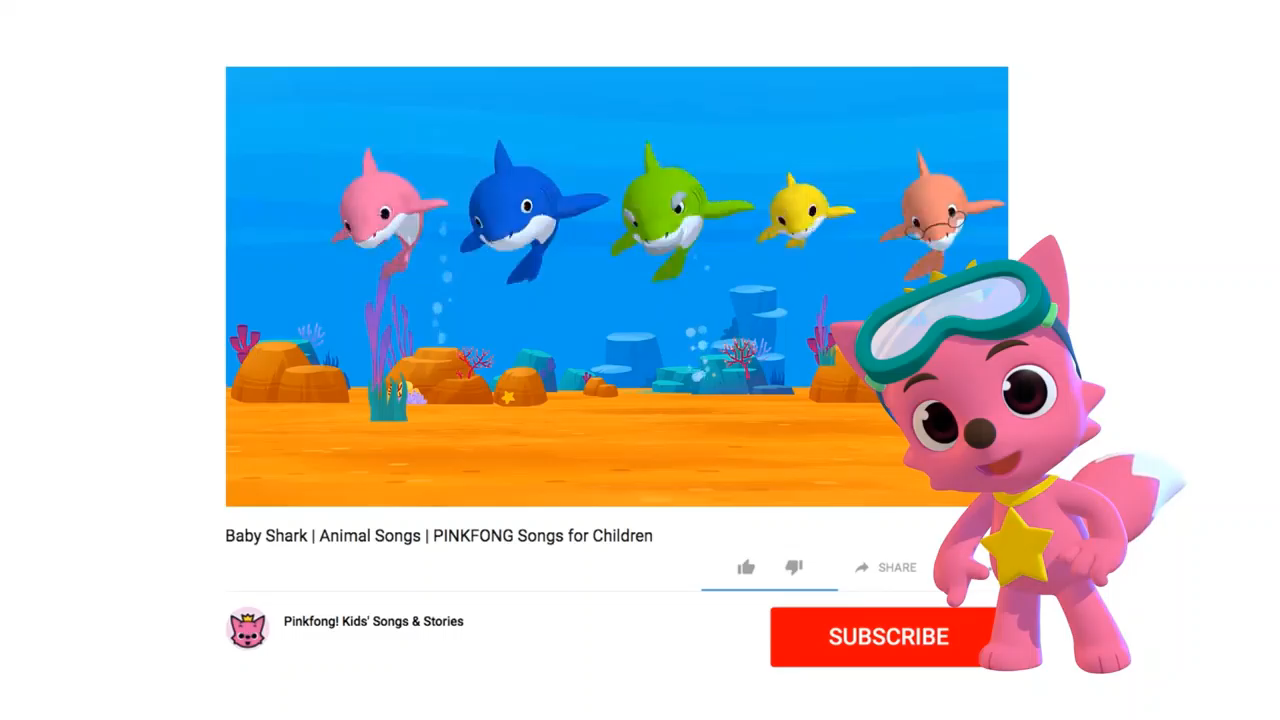 Baby Shark | Animal Songs | PINKFONG Songs for Children
SHARE
Pinkfong! Kids' Songs & Stories
SUBSCRIBE